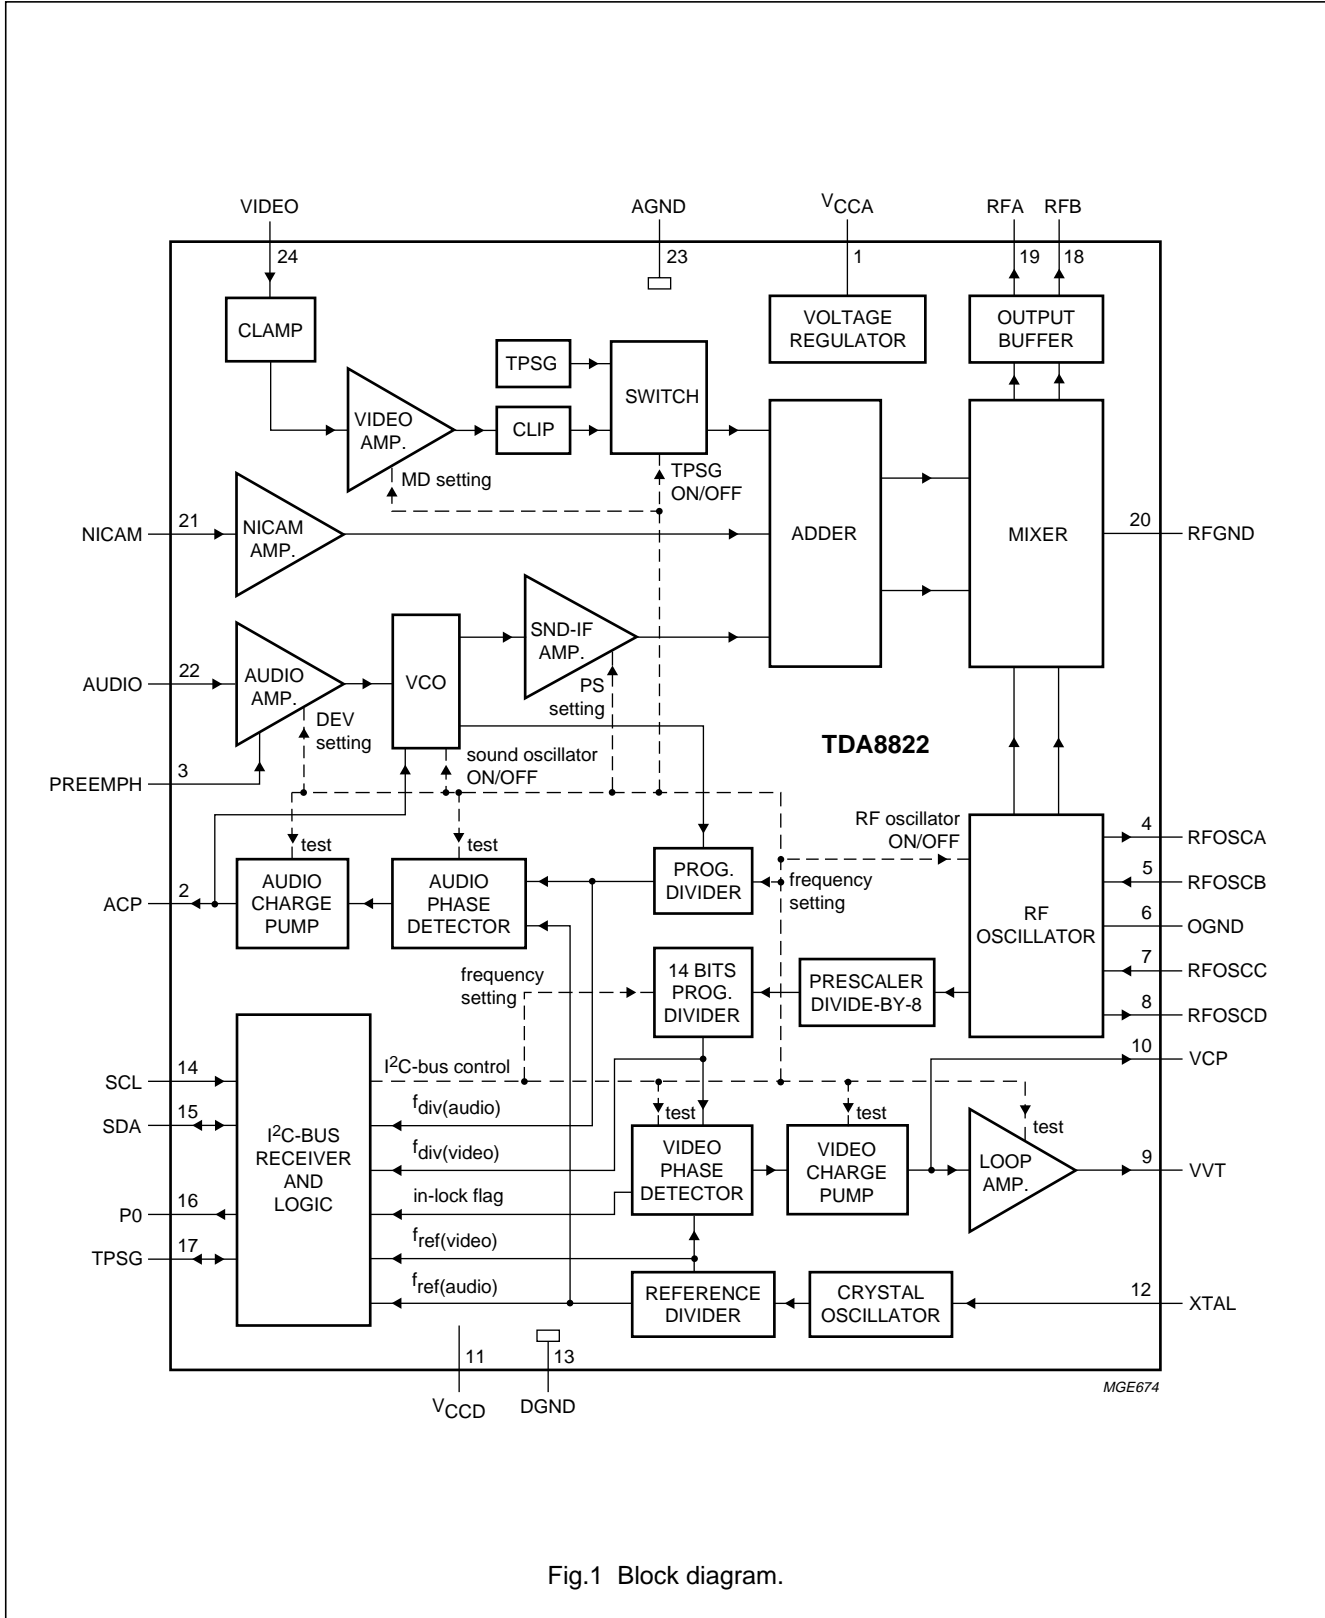 VIDEO
AGND
VCCA
RFA
RFB
24
23
1
19
18
CLAMP
VOLTAGE
REGULATOR
OUTPUT
BUFFER
TPSG
SWITCH
VIDEO
AMP.
CLIP
MD setting
TPSG
ON/OFF
NICAM
21
NICAM
AMP.
ADDER
MIXER
20
RFGND
AUDIO
22
AUDIO
AMP.
VCO
SND-IF
AMP.
PS
setting
DEV
setting
TDA8822
PREEMPH
3
sound oscillator
ON/OFF
RF oscillator
ON/OFF
test
test
ACP
2
AUDIO
CHARGE
PUMP
AUDIO
PHASE
DETECTOR
PROG.
DIVIDER
frequency
setting
RF
OSCILLATOR
4
RFOSCA
5
RFOSCB
6
OGND
7
RFOSCC
8
RFOSCD
frequency
setting
14 BITS
PROG.
DIVIDER
PRESCALER
DIVIDE-BY-8
10
VCP
SCL
14
SDA
15
P0
16
TPSG
17
I2C-BUS
RECEIVER
AND
LOGIC
I2C-bus control
fdiv(audio)
fdiv(video)
in-lock flag
fref(video)
fref(audio)
test
test
test
VIDEO
PHASE
DETECTOR
VIDEO
CHARGE
PUMP
LOOP
AMP.
9
VVT
REFERENCE
DIVIDER
CRYSTAL
OSCILLATOR
12
XTAL
11
13
VCCD
DGND
MGE674
Fig.1 Block diagram.